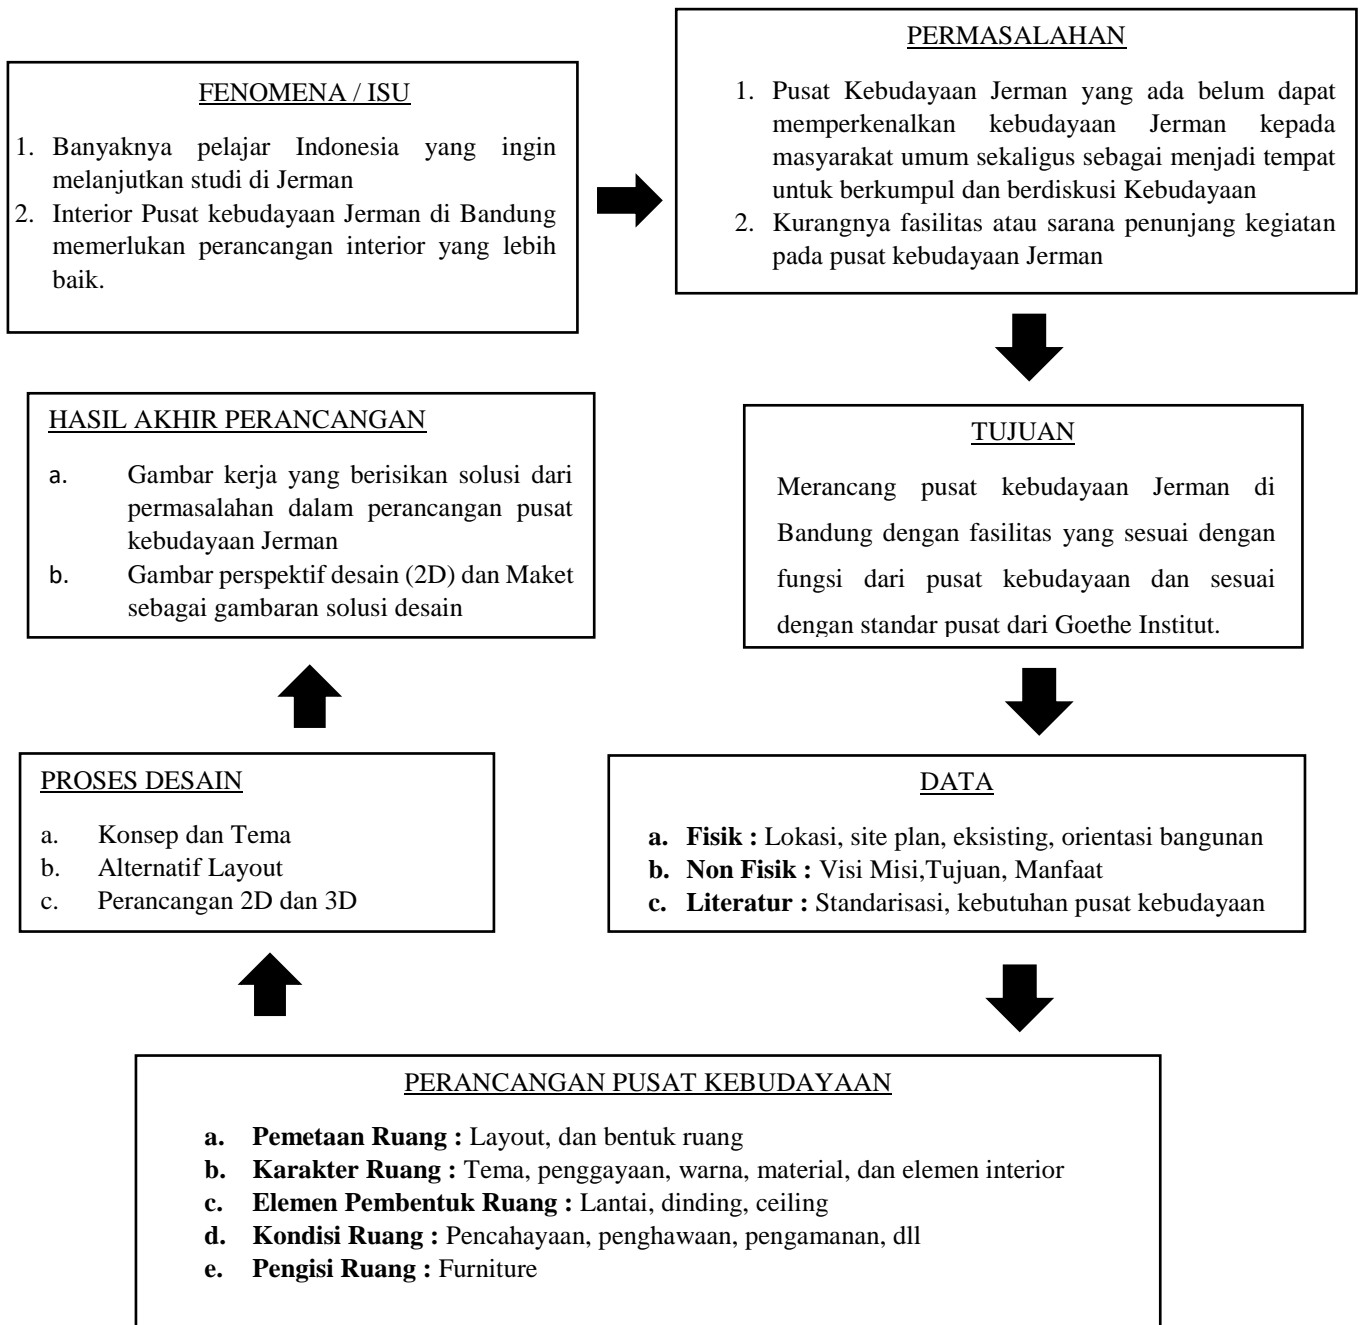 FENOMENA / ISU
1. Banyaknya pelajar Indonesia yang ingin
melanjutkan studi di Jerman
2. Interior Pusat kebudayaan Jerman di Bandung
memerlukan perancangan interior yang lebih
baik.
PERMASALAHAN
1. Pusat Kebudayaan Jerman yang ada belum dapat
memperkenalkan kebudayaan Jerman kepada
masyarakat umum sekaligus sebagai menjadi tempat
untuk berkumpul dan berdiskusi Kebudayaan
2. Kurangnya fasilitas atau sarana penunjang kegiatan
pada pusat kebudayaan Jerman
TUJUAN
Merancang pusat kebudayaan Jerman di
Bandung dengan fasilitas yang sesuai dengan
fungsi dari pusat kebudayaan dan sesuai
dengan standar pusat dari Goethe Institut.
DATA
a. Fisik : Lokasi, site plan, eksisting, orientasi bangunan
b. Non Fisik : Visi Misi,Tujuan, Manfaat
c. Literatur : Standarisasi, kebutuhan pusat kebudayaan
PERANCANGAN PUSAT KEBUDAYAAN
a. Pemetaan Ruang : Layout, dan bentuk ruang
b. Karakter Ruang : Tema, penggayaan, warna, material, dan elemen interior
c. Elemen Pembentuk Ruang : Lantai, dinding, ceiling
d. Kondisi Ruang : Pencahayaan, penghawaan, pengamanan, dll
e. Pengisi Ruang : Furniture
PROSES DESAIN
a. Konsep dan Tema
b. Alternatif Layout
c. Perancangan 2D dan 3D
HASIL AKHIR PERANCANGAN
a. Gambar kerja yang berisikan solusi dari
permasalahan dalam perancangan pusat
kebudayaan Jerman
b. Gambar perspektif desain (2D) dan Maket
sebagai gambaran solusi desain